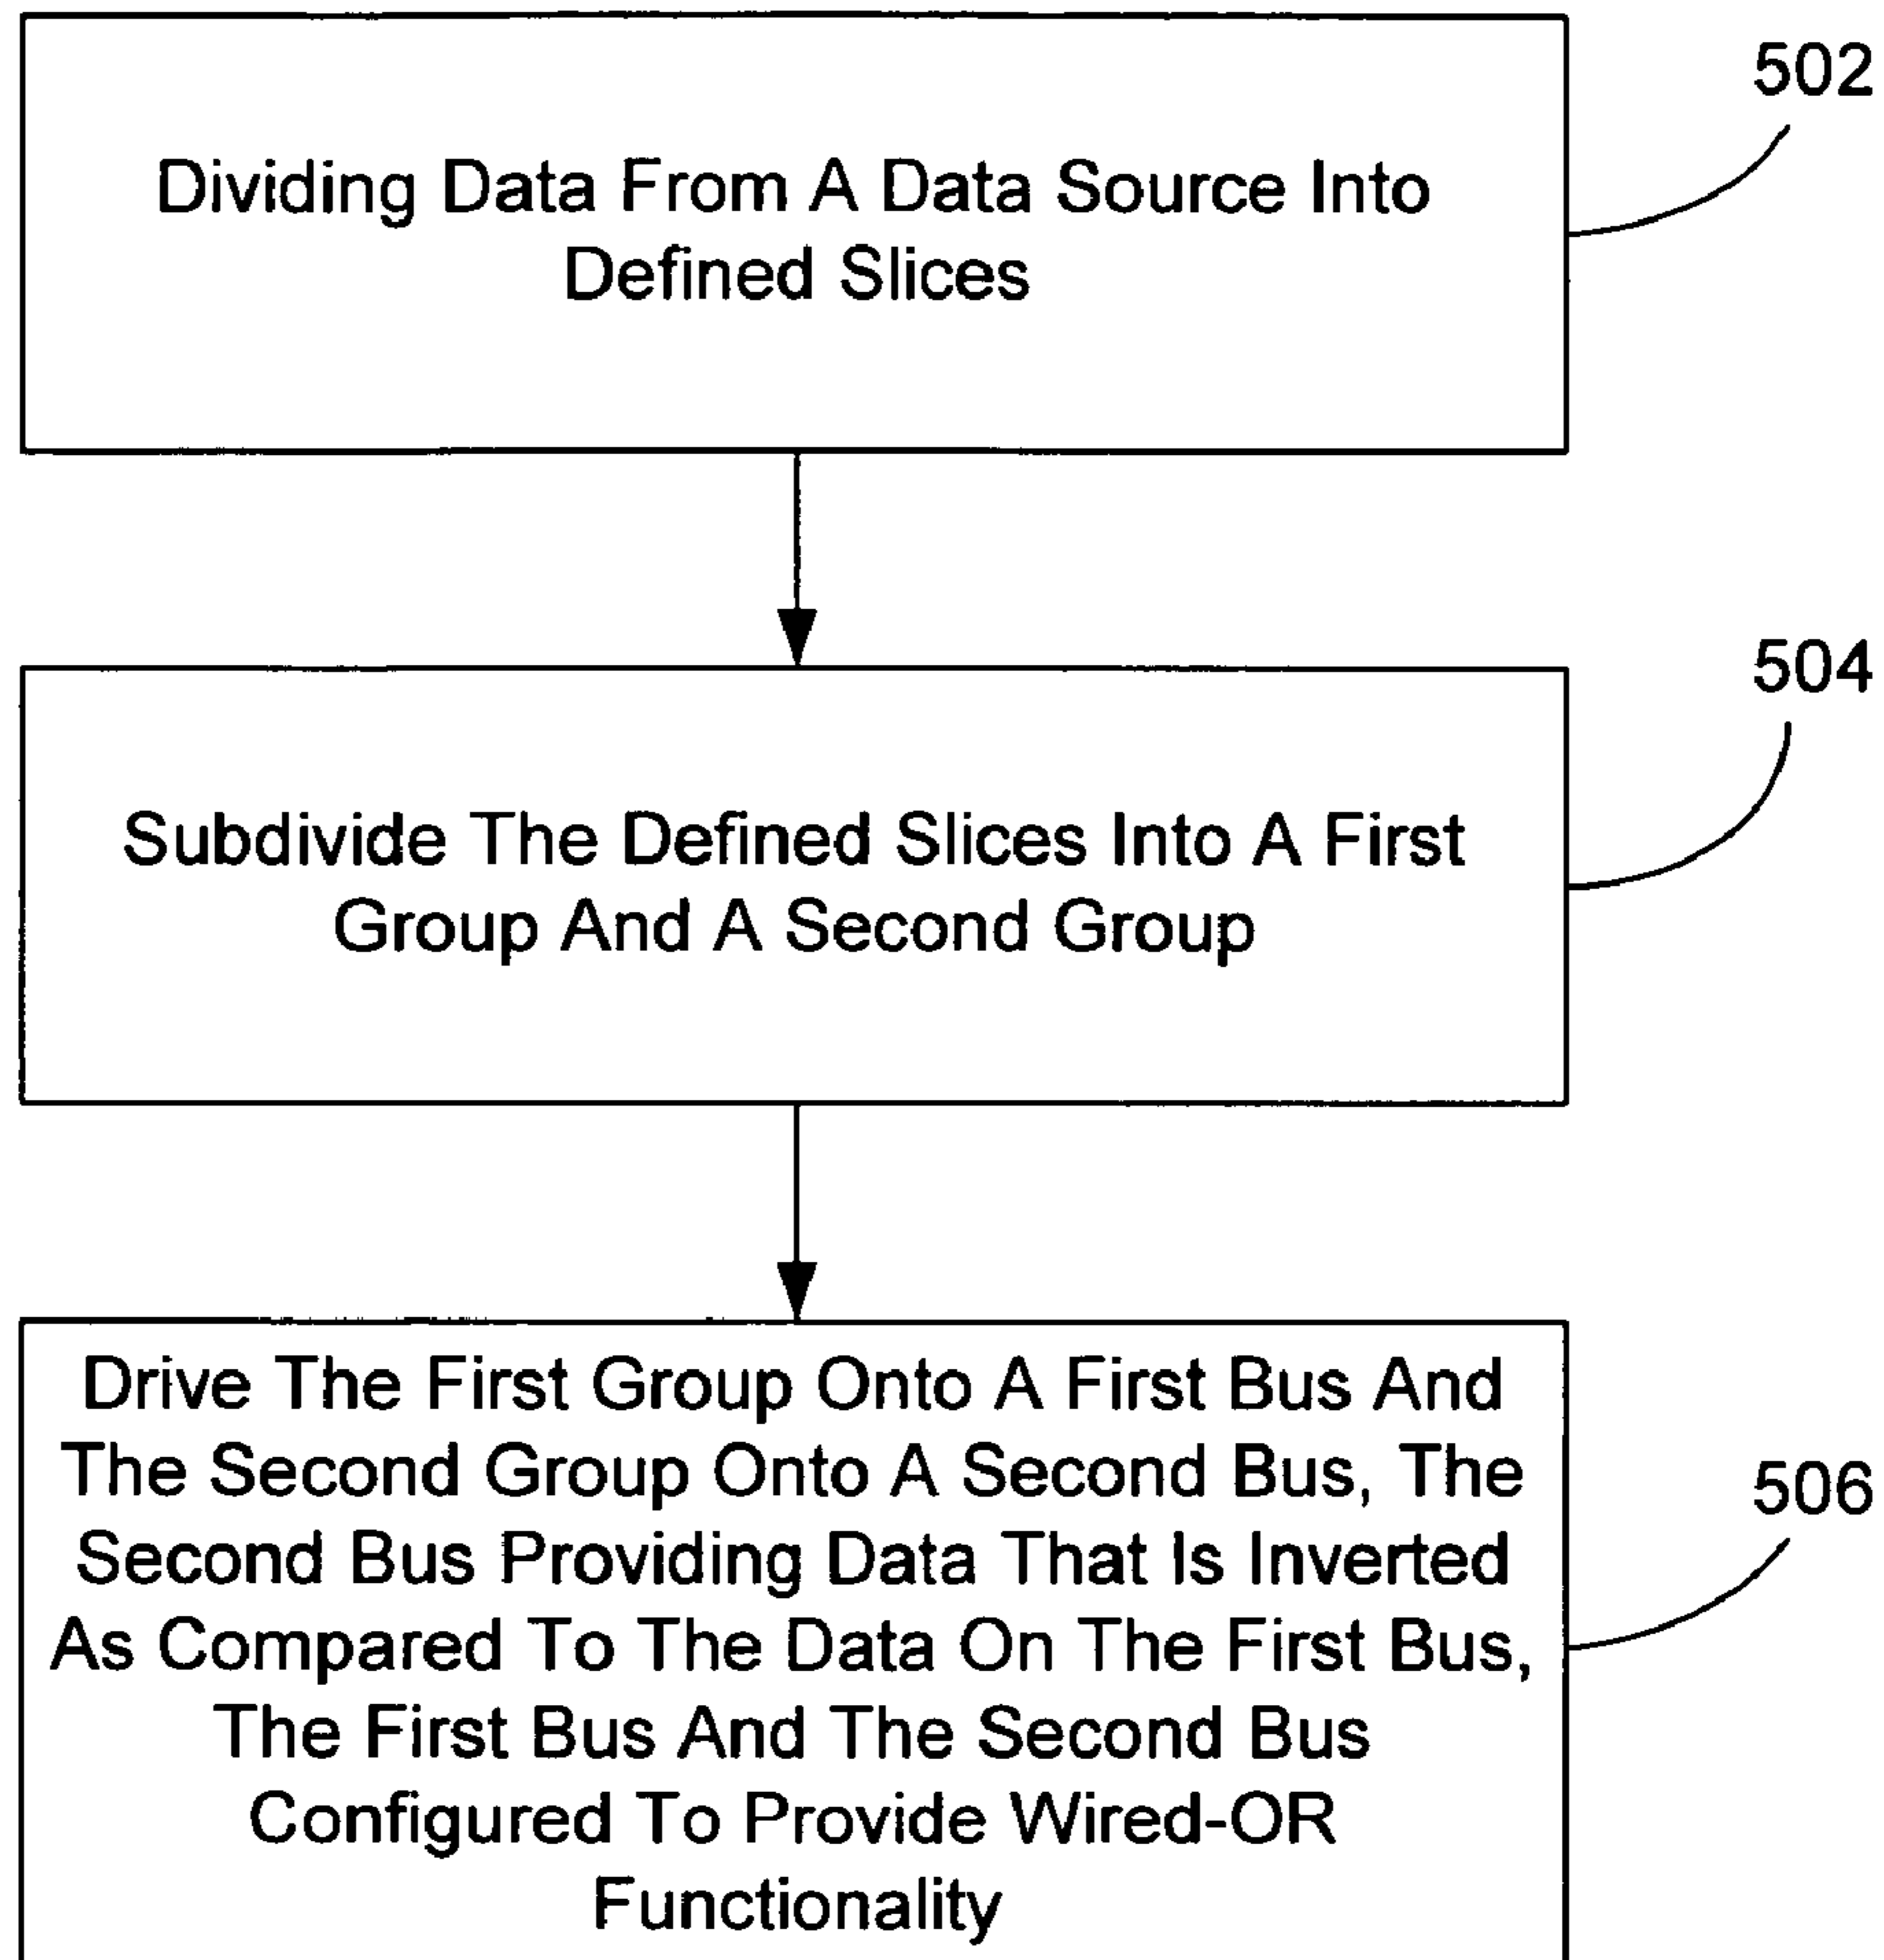 502
Dividing Data From A Data Source Into
Defined Slices
504
Subdivide The Defined Slices Into A First
Group And A Second Group
Drive The First Group Onto A First Bus And
The Second Group Onto A Second Bus, The
506
Second Bus Providing Data That Is Inverted
As Compared To The Data On The First Bus,
The First Bus And The Second Bus
Configured To Provide Wired-OR
Functionality